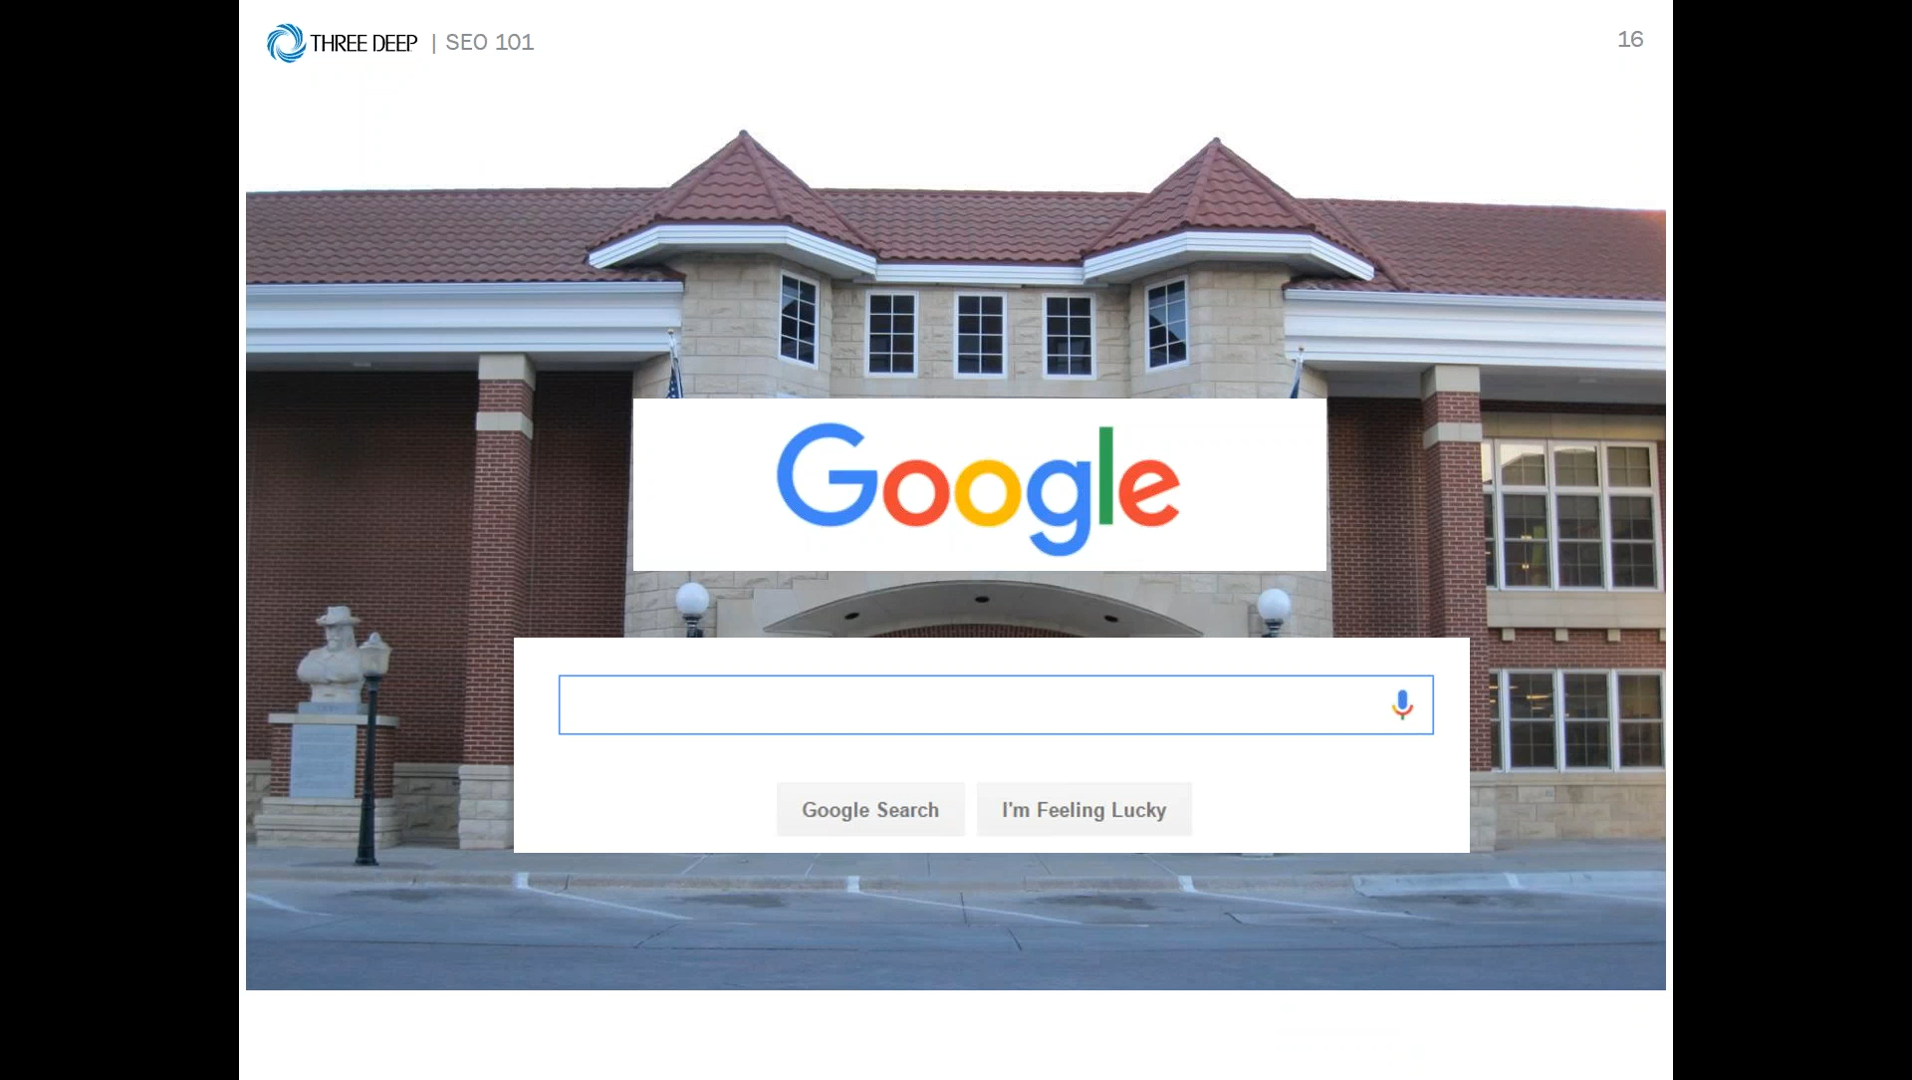 THREE DEEP | SEO 101
16
Google
Google Search
I'm Feeling Lucky